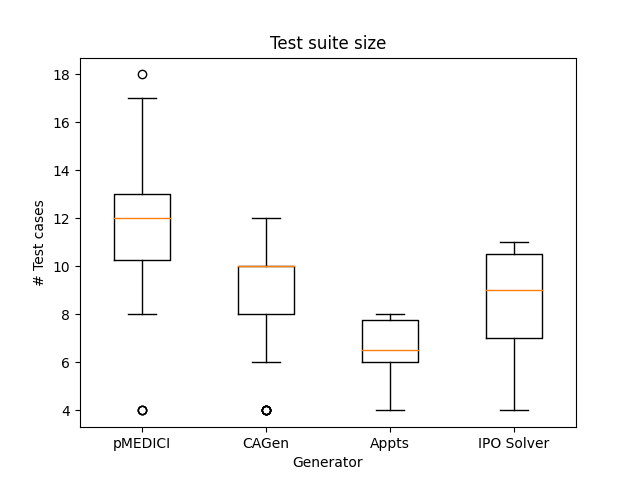 Test suite size
18
16
14
12
10
8
6
4
# Test cases
pMEDICI CAGen Appts IPO Solver
Generator